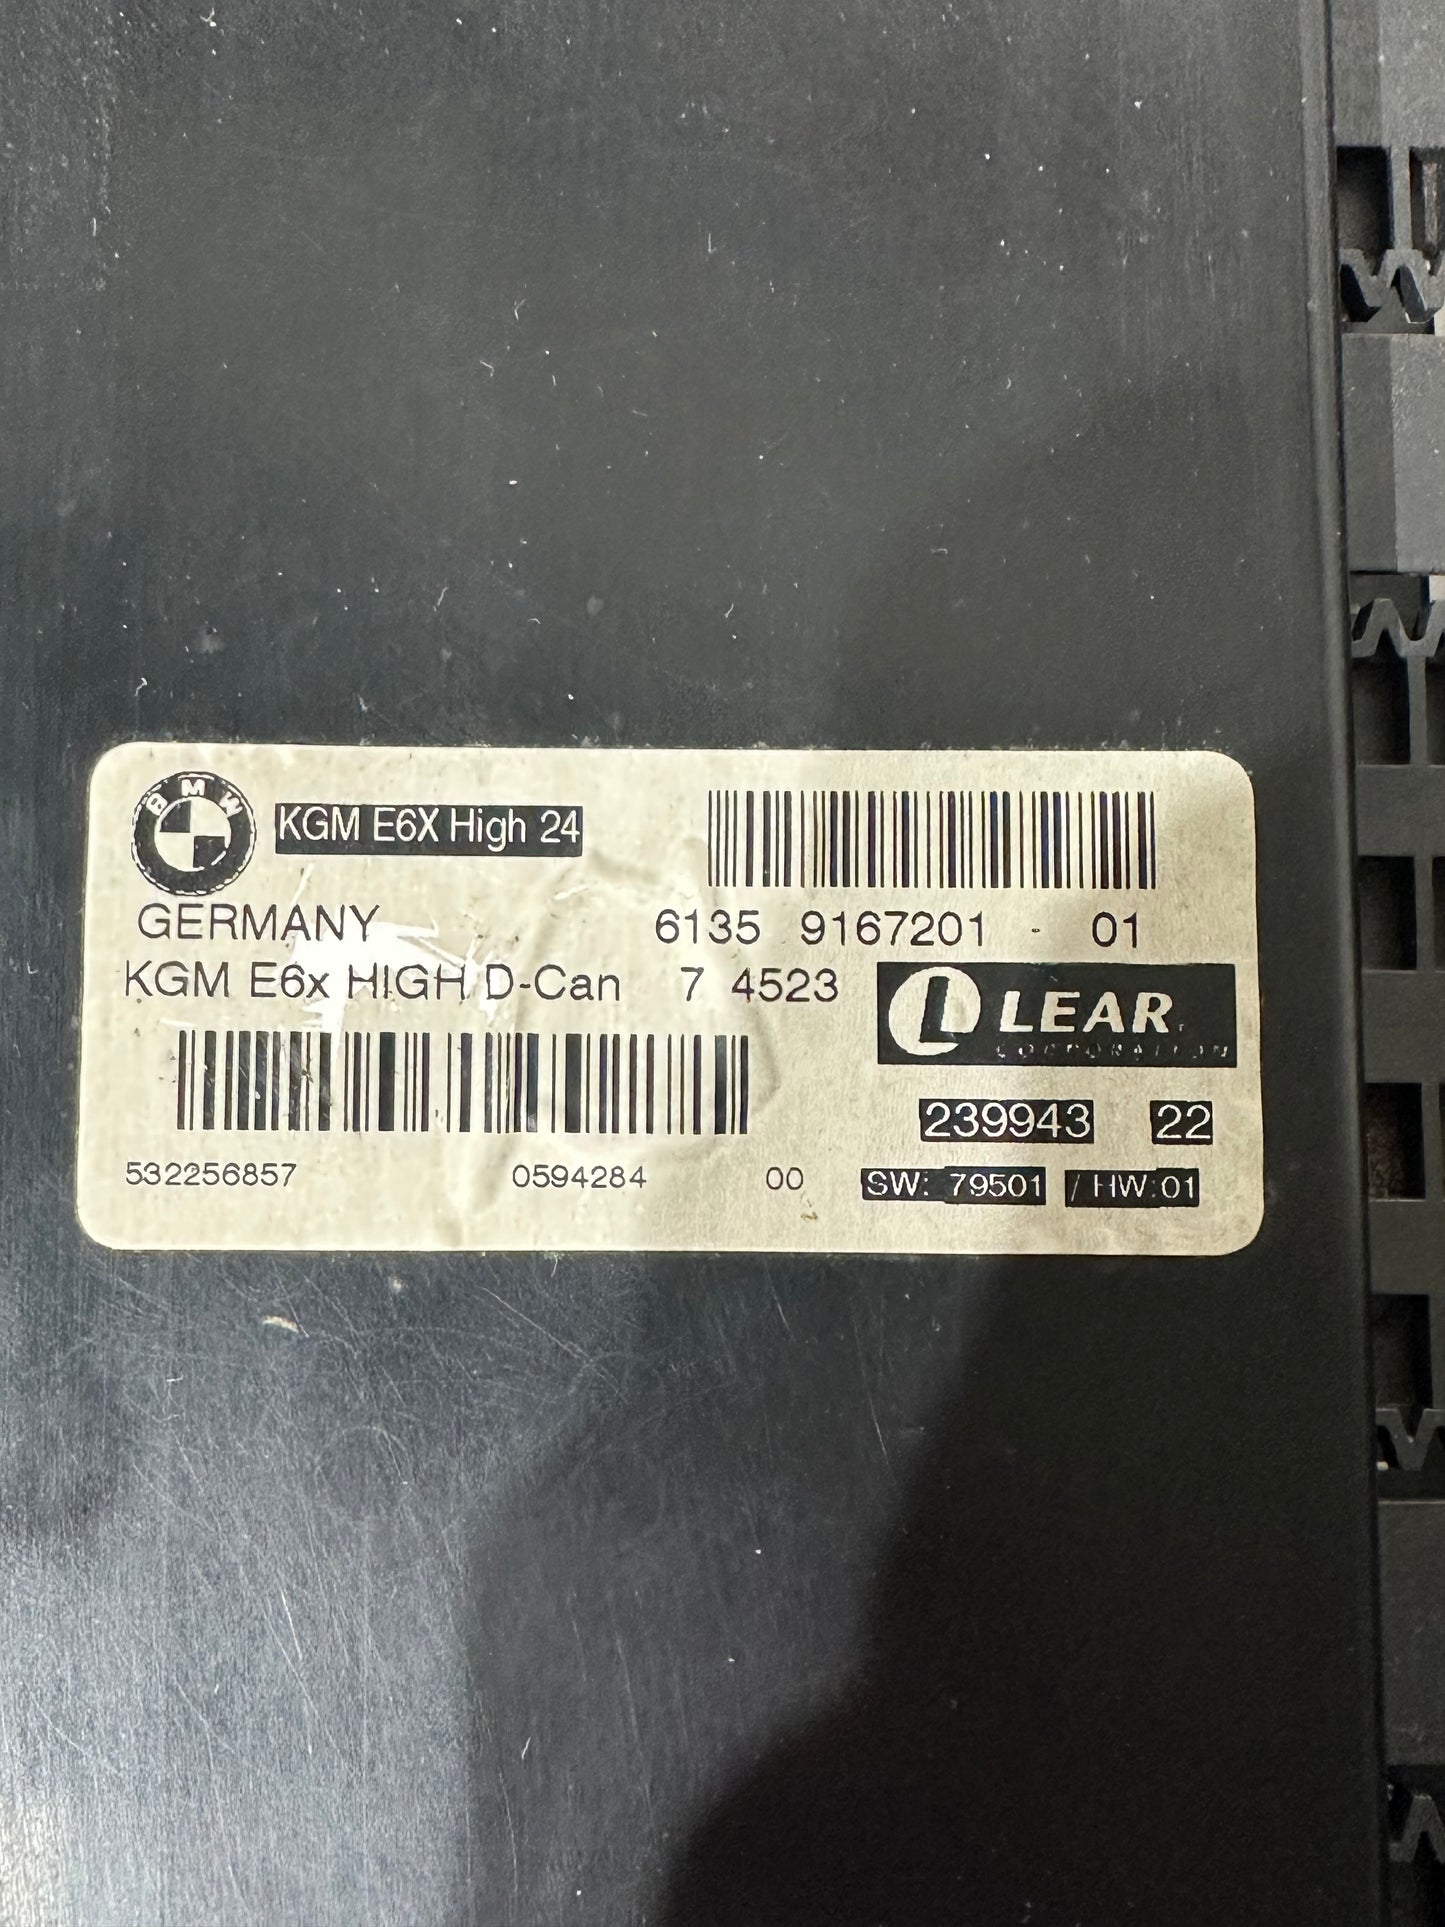 BMW
KGM E6X High 24
GERMANY 6135 9167201 - 01
KGM E6x HIGH D-Can 7 4523
LEAR
CORPORATION
239943 22
532256857 0594284 00 SW: 79501 / HW:01